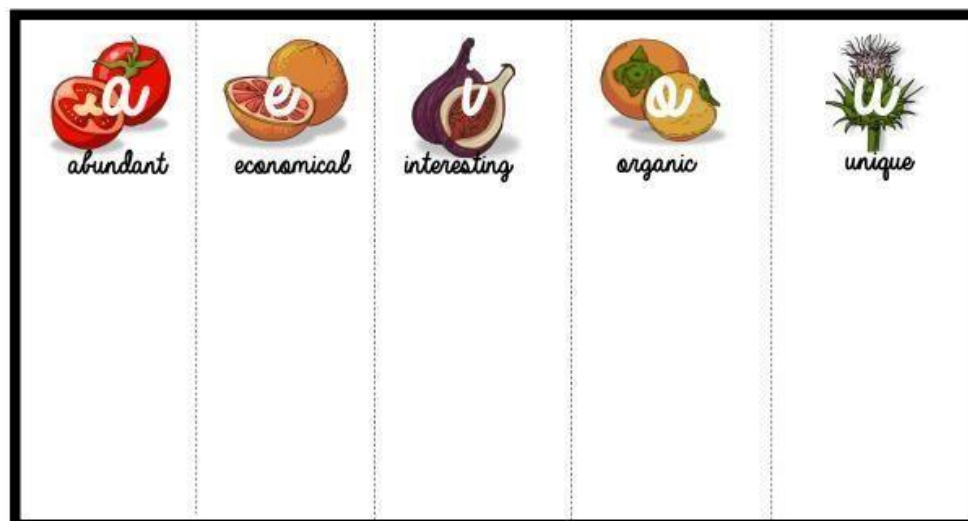 a e i o u
abundant economical interesting organic unique